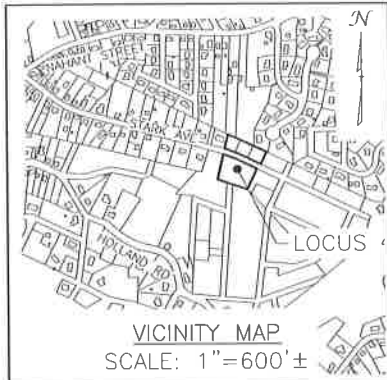 N
NAHANT STREET
STARK AVE
LOCUS
HOLLAND RD
VICINITY MAP
SCALE: 1"=600'±